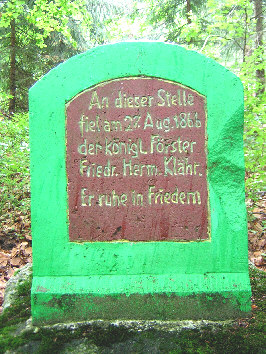 An dieser Stelle
fiel am 27. Aug. 1866
der königl. Förster
Friedr. Herm. Klähr.
Er ruhe in Frieden!